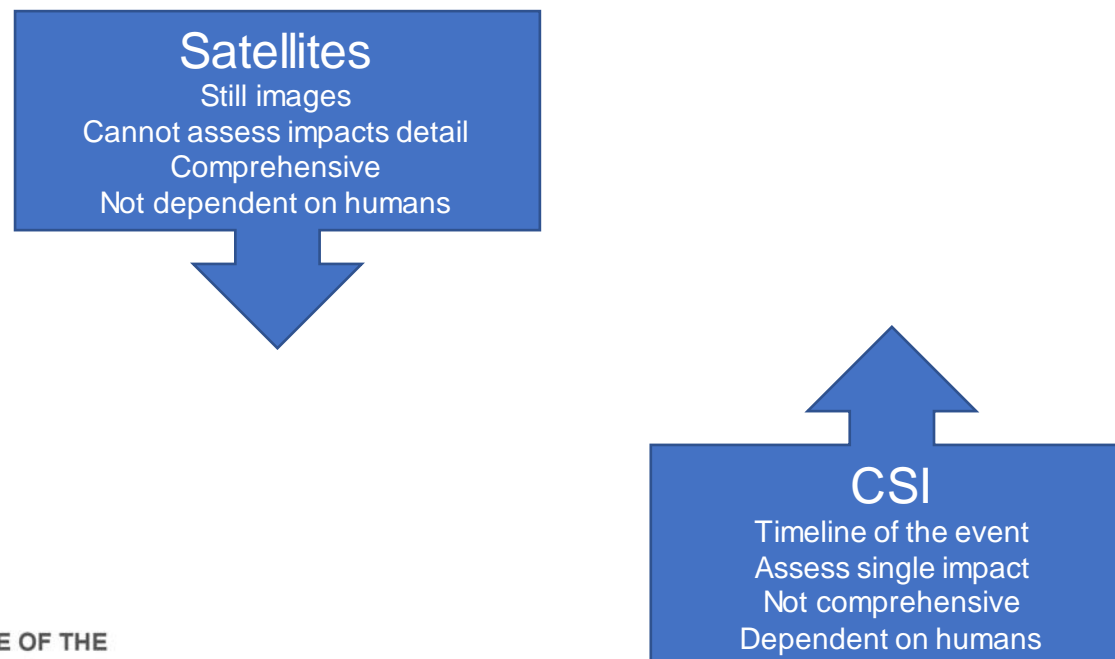 Satellites
Still images
Cannot assess impacts detail
Comprehensive
Not dependent on humans
CSI
Timeline of the event
Assess single impact
Not comprehensive
Dependent on humans
E OF THE